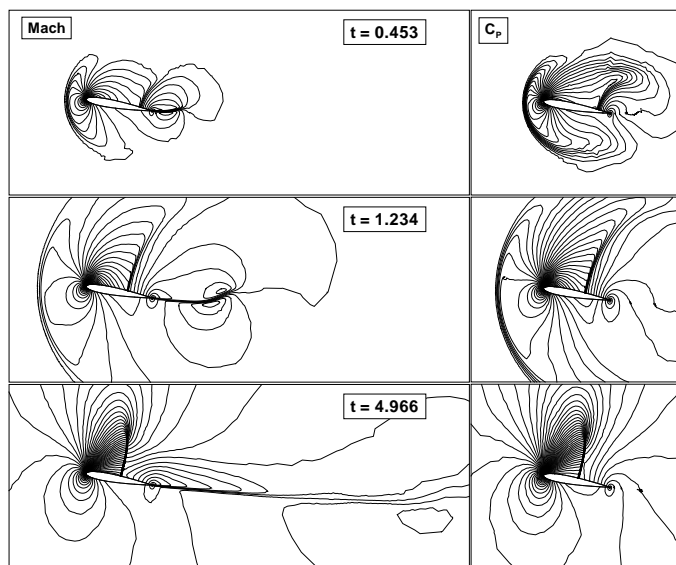 Mach
t = 0.453
C_P
t = 1.234
t = 4.966